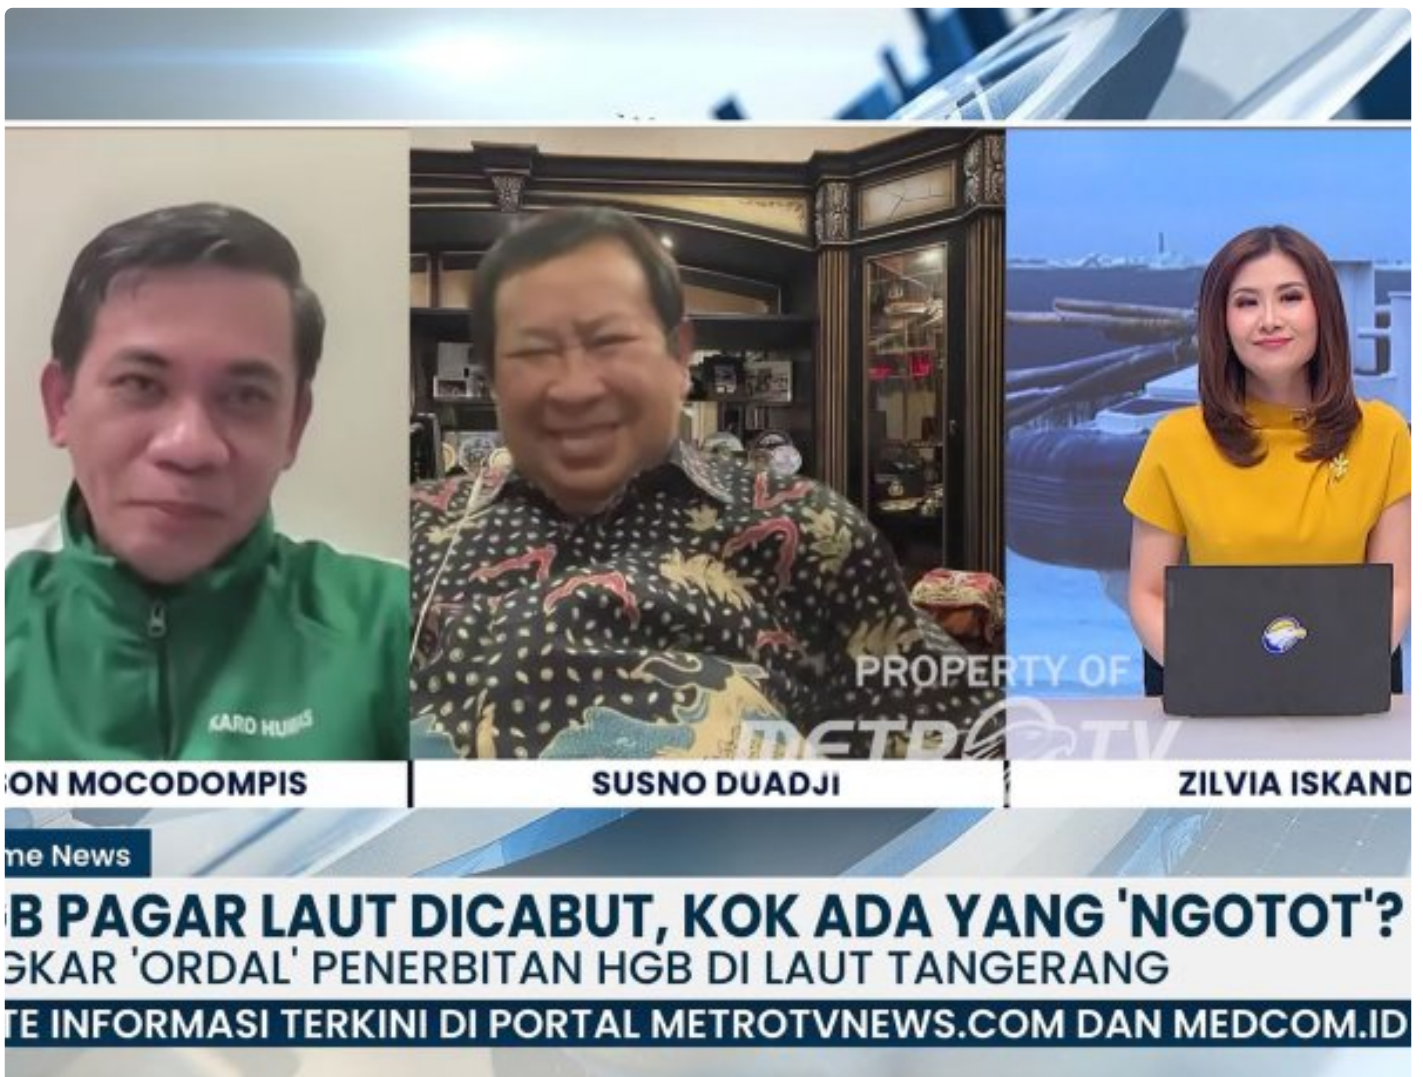 KARO HUMAS
PROPERTY OF
METRO TV
SON MOCODOMPIS
SUSNO DUADJI
ZILVIA ISKAND
me News
GB PAGAR LAUT DICABUT, KOK ADA YANG 'NGOTOT'?
GKAR 'ORDAL' PENERBITAN HGB DI LAUT TANGERANG
TE INFORMASI TERKINI DI PORTAL METROTVNEWS.COM DAN MEDCOM.ID